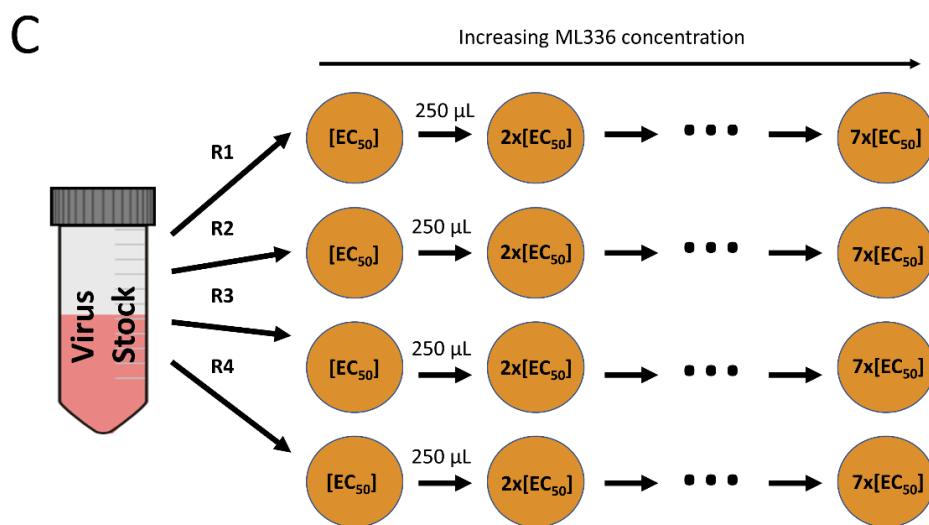 C
Increasing ML336 concentration
R1
[EC₅₀]
250 µL
2x[EC₅₀]
7x[EC₅₀]
R2
[EC₅₀]
250 µL
2x[EC₅₀]
7x[EC₅₀]
R3
[EC₅₀]
250 µL
2x[EC₅₀]
7x[EC₅₀]
R4
[EC₅₀]
250 µL
2x[EC₅₀]
7x[EC₅₀]
Virus
Stock